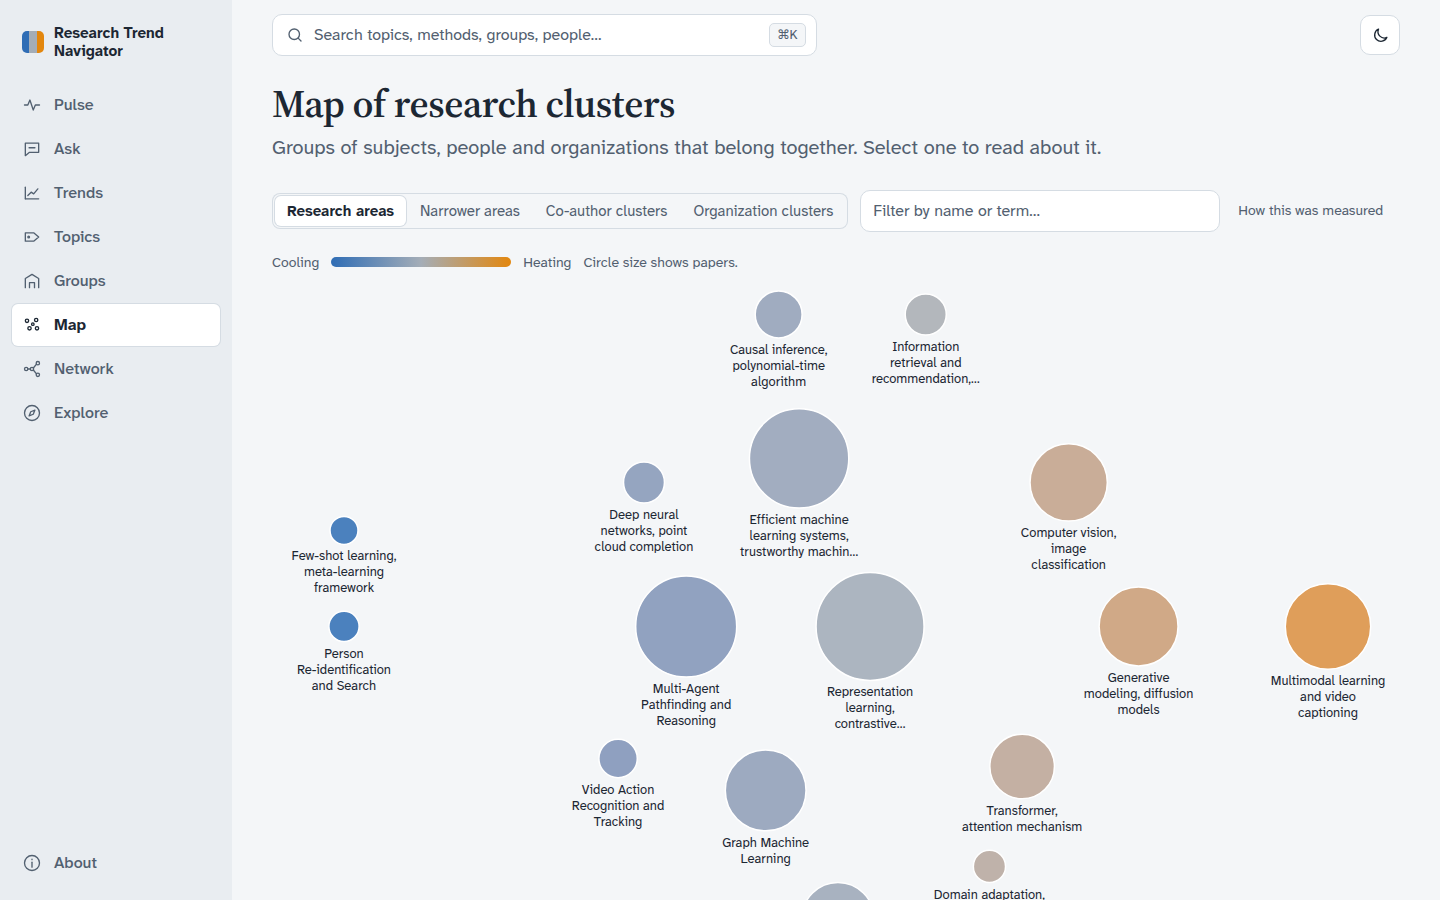 Research Trend
Navigator
Pulse
Ask
Trends
Topics
Groups
Map
Network
Explore
About
Search topics, methods, groups, people...
⌘K
Map of research clusters
Groups of subjects, people and organizations that belong together. Select one to read about it.
Research areas
Narrower areas
Co-author clusters
Organization clusters
Filter by name or term...
How this was measured
Cooling
Heating
Circle size shows papers.
Causal inference,
polynomial-time
algorithm
Information
retrieval and
recommendation,...
Deep neural
networks, point
cloud completion
Efficient machine
learning systems,
trustworthy machin...
Computer vision,
image
classification
Few-shot learning,
meta-learning
framework
Person
Re-identification
and Search
Multi-Agent
Pathfinding and
Reasoning
Representation
learning,
contrastive...
Generative
modeling, diffusion
models
Multimodal learning
and video
captioning
Video Action
Recognition and
Tracking
Graph Machine
Learning
Transformer,
attention mechanism
Domain adaptation,